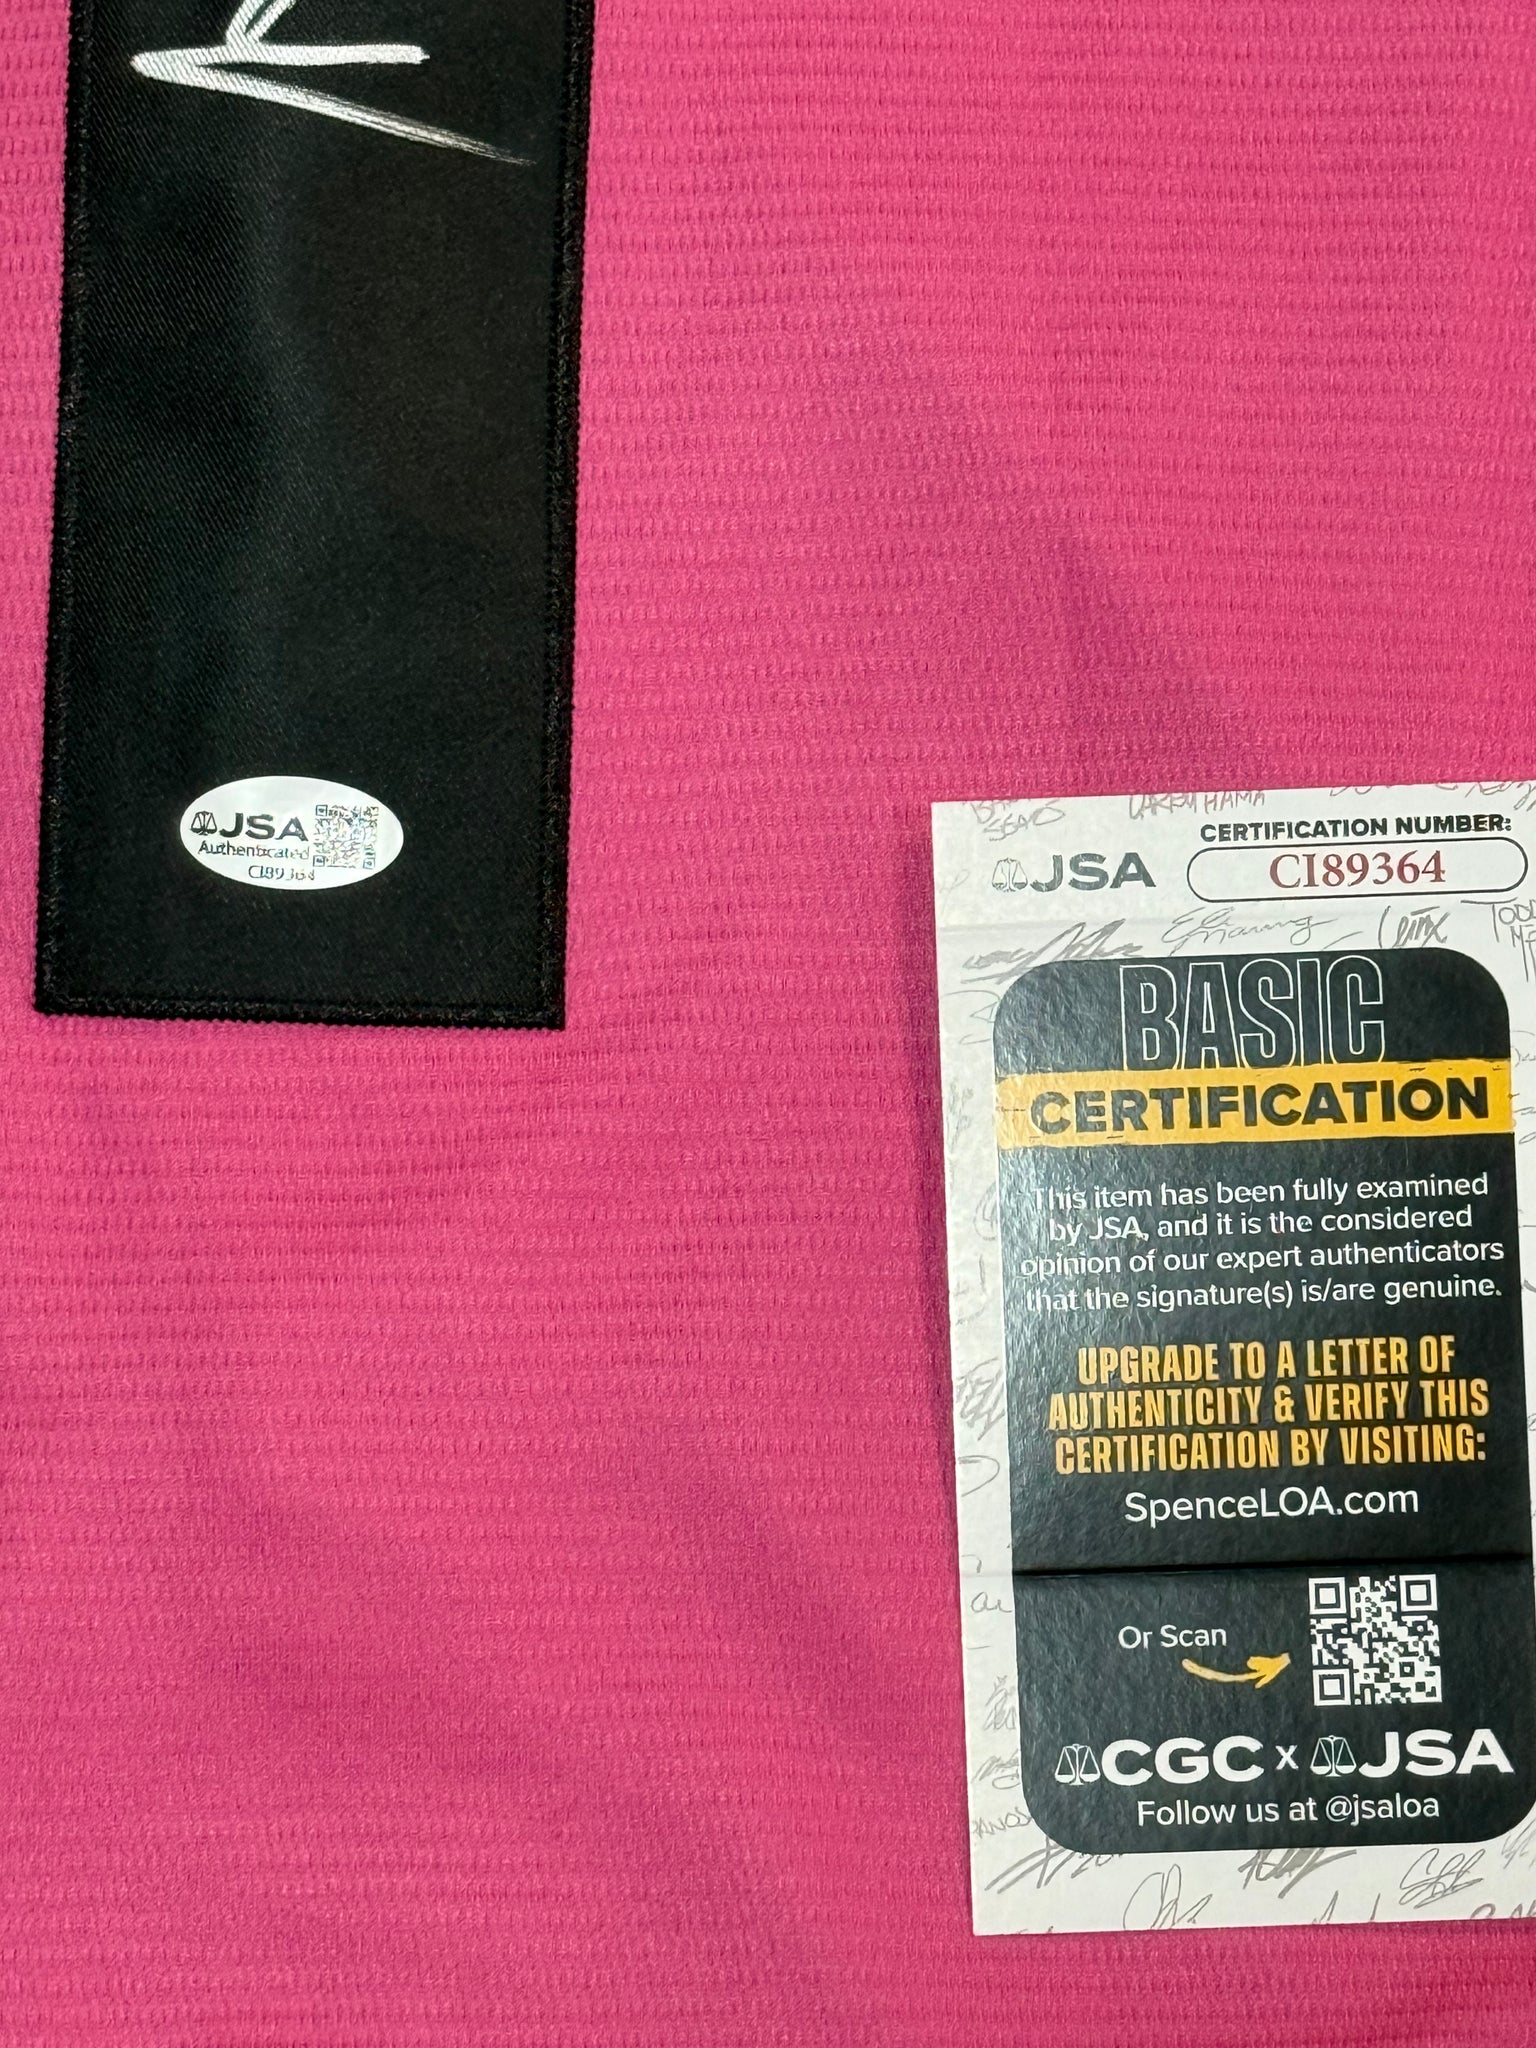 JSA
Authenticated
CI89364
LARRY HAMA
CERTIFICATION NUMBER:
JSA
CI89364
BASIC
CERTIFICATION
This item has been fully examined
by JSA, and it is the considered
opinion of our expert authenticators
that the signature(s) is/are genuine.
UPGRADE TO A LETTER OF
AUTHENTICITY & VERIFY THIS
CERTIFICATION BY VISITING:
SpenceLOA.com
Or Scan
CGC x JSA
Follow us at @jsaloa